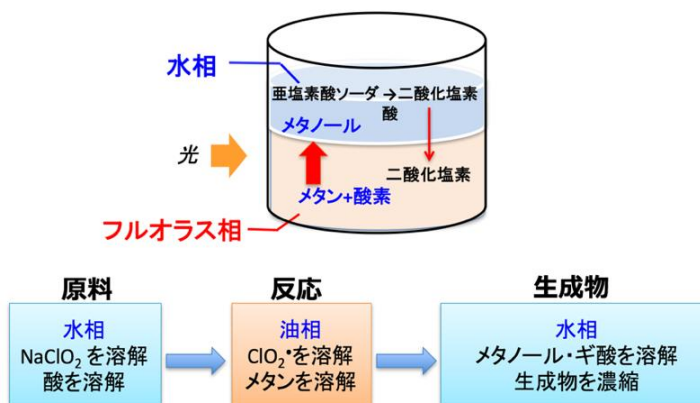 水相
亜塩素酸ソーダ→二酸化塩素
酸
メタノール
光
二酸化塩素
メタン+酸素
フルオラス相
原料
反応
生成物
水相
NaClO₂ を溶解
酸を溶解
油相
ClO₂•を溶解
メタンを溶解
水相
メタノール・ギ酸を溶解
生成物を濃縮